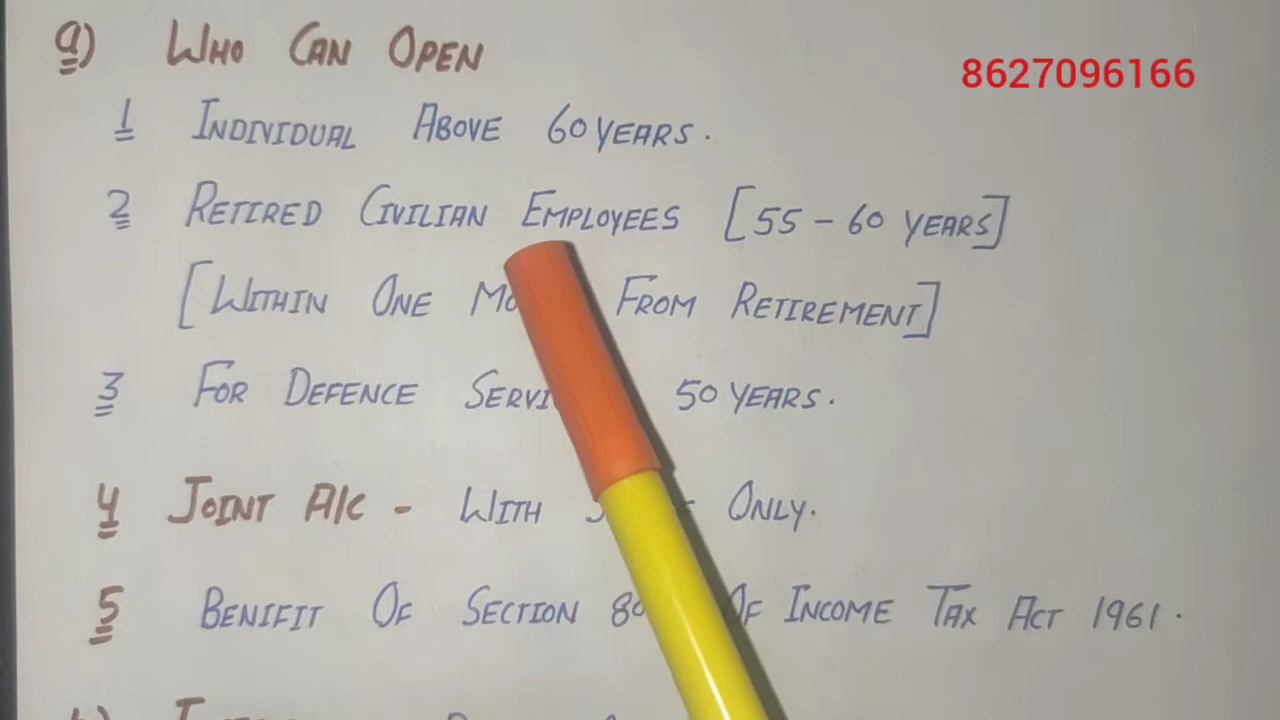 a) WHO CAN OPEN
8627096166
1 INDIVIDUAL ABOVE 60 YEARS.
2 RETIRED CIVILIAN EMPLOYEES [55 - 60 YEARS]
[WITHIN ONE FROM RETIREMENT]
3 FOR DEFENCE 50 YEARS.
4 JOINT A/C - WITH ONLY.
5 BENIFIT OF SECTION OF INCOME TAX ACT 1961.